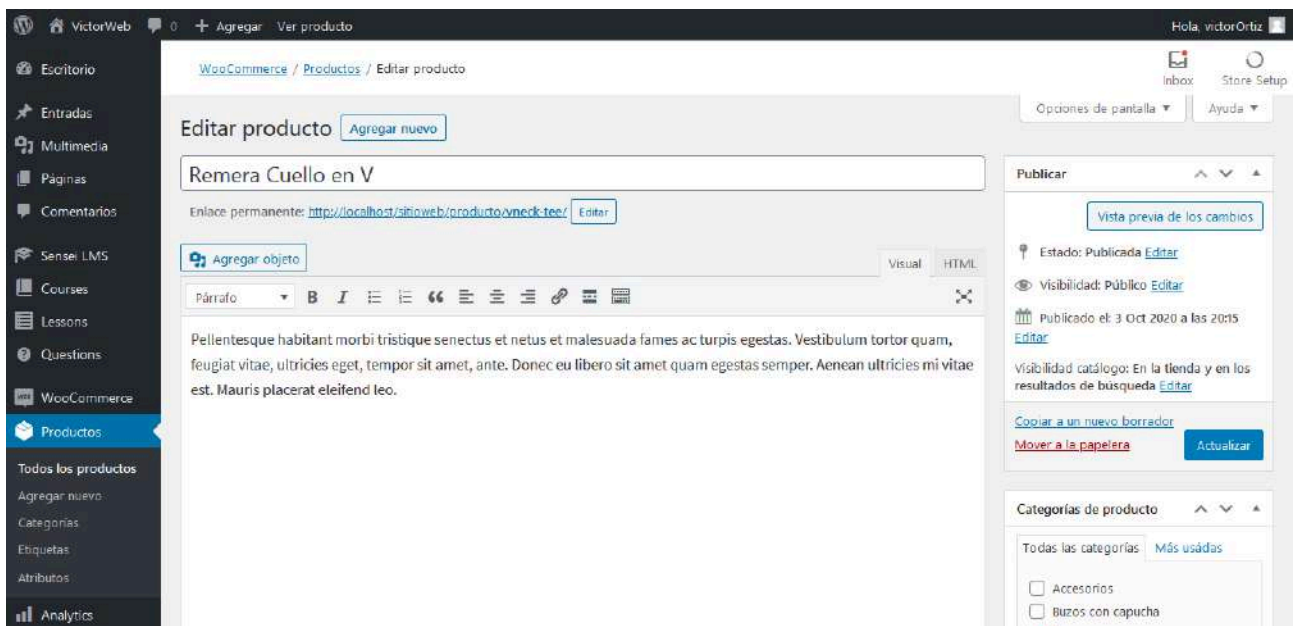 VictorWeb 0 Agregar Ver producto Hola, victorOrtiz
Escritorio
Entradas
Multimedia
Páginas
Comentarios
Sensei LMS
Courses
Lessons
Questions
WooCommerce
Productos
Todos los productos
Agregar nuevo
Categorías
Etiquetas
Atributos
Analytics
WooCommerce / Productos / Editar producto
Inbox Store Setup
Opciones de pantalla Ayuda
Editar producto Agregar nuevo
Remera Cuello en V
Enlace permanente: http://localhost/sitioweb/producto/vneck-tee/ Editar
Agregar objeto
Visual HTML
Párrafo B I
Pellentesque habitant morbi tristique senectus et netus et malesuada fames ac turpis egestas. Vestibulum tortor quam,
feugiat vitae, ultricies eget, tempor sit amet, ante. Donec eu libero sit amet quam egestas semper. Aenean ultricies mi vitae
est. Mauris placerat eleifend leo.
Publicar
Vista previa de los cambios
Estado: Publicada Editar
Visibilidad: Público Editar
Publicado el: 3 Oct 2020 a las 20:15
Editar
Visibilidad catálogo: En la tienda y en los
resultados de búsqueda Editar
Copiar a un nuevo borrador
Mover a la papelera Actualizar
Categorías de producto
Todas las categorías Más usádas
Accesorios
Buzos con capucha